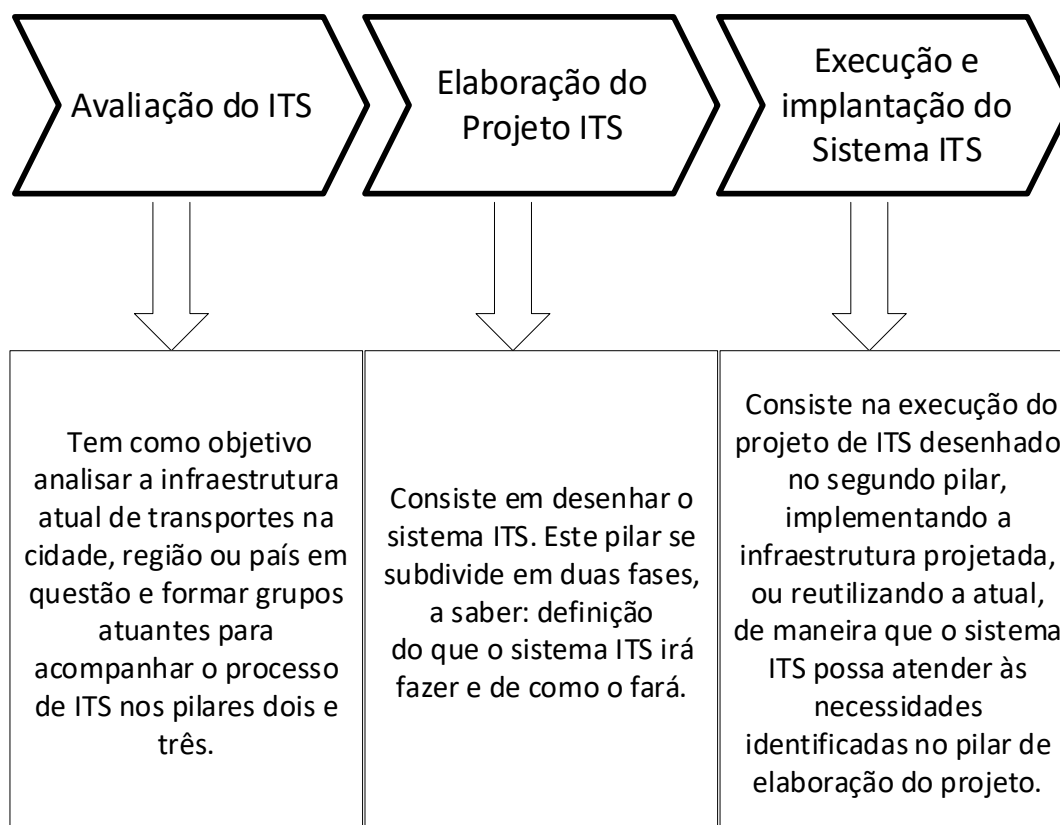 Avaliação do ITS
Elaboração do
Projeto ITS
Execução e
implantação do
Sistema ITS
Tem como objetivo
analisar a infraestrutura
atual de transportes na
cidade, região ou país em
questão e formar grupos
atuantes para
acompanhar o processo
de ITS nos pilares dois e
três.
Consiste em desenhar o
sistema ITS. Este pilar se
subdivide em duas fases,
a saber: definição
do que o sistema ITS irá
fazer e de como o fará.
Consiste na execução do
projeto de ITS desenhado
no segundo pilar,
implementando a
infraestrutura projetada,
ou reutilizando a atual,
de maneira que o sistema
ITS possa atender às
necessidades
identificadas no pilar de
elaboração do projeto.